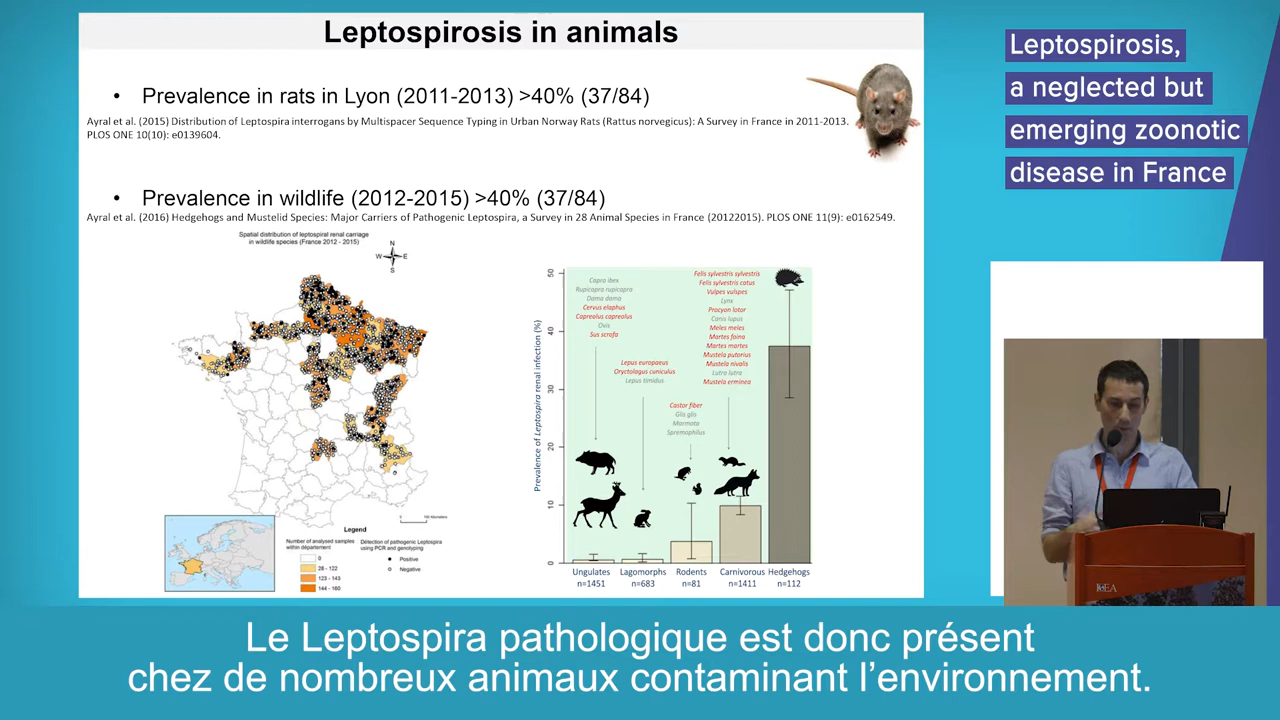 Leptospirosis in animals
• Prevalence in rats in Lyon (2011-2013) >40% (37/84)
Ayral et al. (2015) Distribution of Leptospira interrogans by Multispacer Sequence Typing in Urban Norway Rats (Rattus norvegicus): A Survey in France in 2011-2013.
PLOS ONE 10(10): e0139604.
• Prevalence in wildlife (2012-2015) >40% (37/84)
Ayral et al. (2016) Hedgehogs and Mustelid Species: Major Carriers of Pathogenic Leptospira, a Survey in 28 Animal Species in France (20122015). PLOS ONE 11(9): e0162549.
Spatial distribution of leptospiral renal carriage
in wildlife species (France 2012 - 2015)
N
W E
S
Legend
Number of analysed samples
within département
0
28 - 122
123 - 143
144 - 160
Détection of pathogenic Leptospira
using PCR and genotyping
Positive
Negative
Prevalence of Leptospira renal infection (%)
50
40
30
20
10
0
Capra ibex
Rupicapra rupicapra
Dama dama
Cervus elaphus
Capreolus capreolus
Ovis
Sus scrofa
Lepus europaeus
Oryctolagus cuniculus
Lepus timidus
Castor fiber
Glis glis
Marmota
Spremophilus
Felis sylvestris sylvestris
Felis sylvestris catus
Vulpes vulspes
Lynx
Procyon lotor
Canis lupus
Meles meles
Martes foina
Martes martes
Mustela putorius
Mustela nivalis
Lutra lutra
Mustela erminea
Ungulates Lagomorphs Rodents Carnivorous Hedgehogs
n=1451 n=683 n=81 n=1411 n=112
Leptospirosis,
a neglected but
emerging zoonotic
disease in France
Le Leptospira pathologique est donc présent
chez de nombreux animaux contaminant l'environnement.